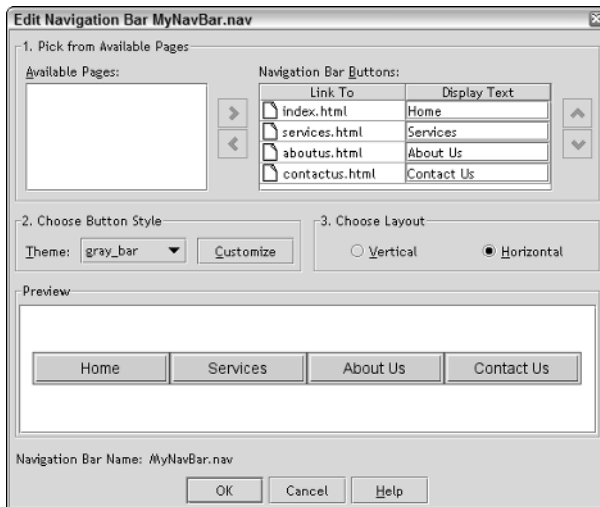 Edit Navigation Bar MyNavBar.nav
1. Pick from Available Pages
Available Pages:
Navigation Bar Buttons:
Link To Display Text
index.html Home
services.html Services
aboutus.html About Us
contactus.html Contact Us
2. Choose Button Style
Theme: gray_bar Customize
3. Choose Layout
Vertical Horizontal
Preview
Home Services About Us Contact Us
Navigation Bar Name: /MyNavBar.nav
OK Cancel Help